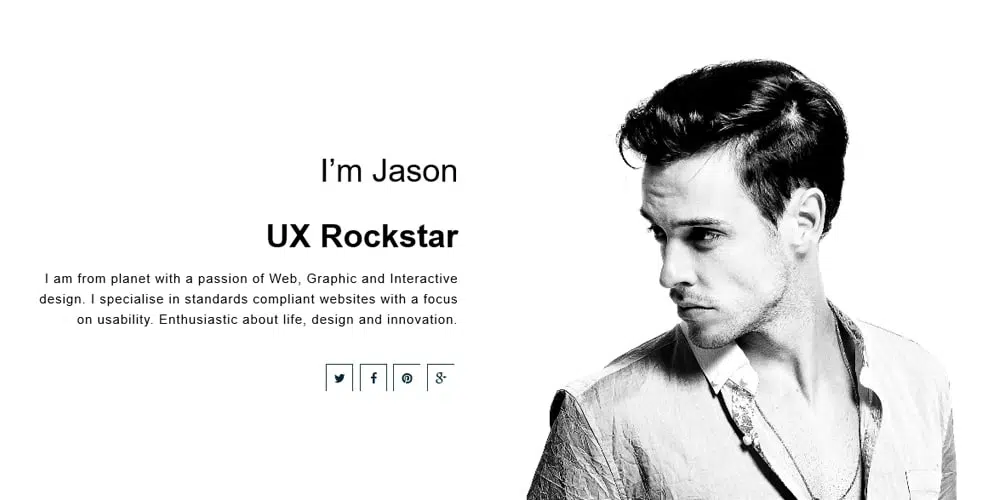 I’m Jason
UX Rockstar
I am from planet with a passion of Web, Graphic and Interactive
design. I specialise in standards compliant websites with a focus
on usability. Enthusiastic about life, design and innovation.